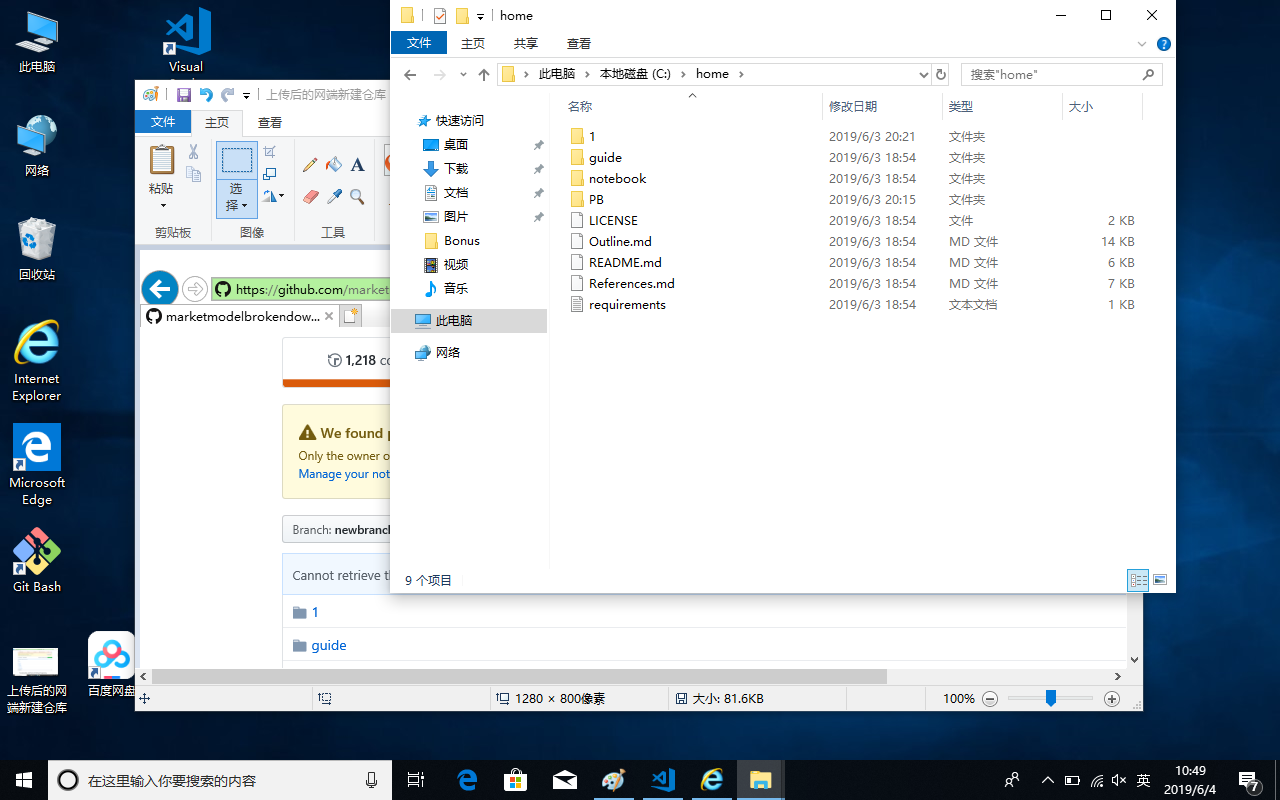 此电脑
Visual
网络
回收站
Internet
Explorer
Microsoft
Edge
Git Bash
上传后的网
端新建仓库
百度网盘
上传后的网端新建仓库
文件
主页
查看
粘贴
选
择
剪贴板
图像
工具
https://github.com/market
marketmodelbrokendow...
1,218 co
We found
Only the owner o
Manage your not
Branch: newbranch
Cannot retrieve th
1
guide
1280 × 800像素
大小: 81.6KB
100%
home
文件
主页
共享
查看
此电脑
本地磁盘 (C:)
home
搜索"home"
快速访问
桌面
下载
文档
图片
Bonus
视频
音乐
此电脑
网络
名称 修改日期 类型 大小
1 2019/6/3 20:21 文件夹
guide 2019/6/3 18:54 文件夹
notebook 2019/6/3 18:54 文件夹
PB 2019/6/3 20:15 文件夹
LICENSE 2019/6/3 18:54 文件 2 KB
Outline.md 2019/6/3 18:54 MD 文件 14 KB
README.md 2019/6/3 18:54 MD 文件 6 KB
References.md 2019/6/3 18:54 MD 文件 7 KB
requirements 2019/6/3 18:54 文本文档 1 KB
9 个项目
在这里输入你要搜索的内容
英
10:49
2019/6/4
7